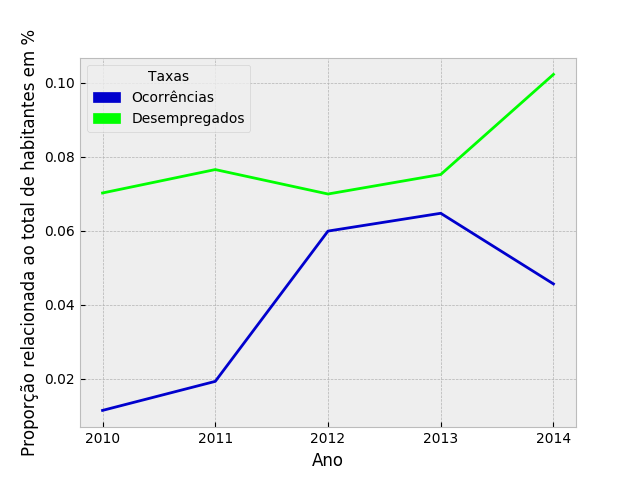 Proporção relacionada ao total de habitantes em %
0.10
0.08
0.06
0.04
0.02
Taxas
Ocorrências
Desempregados
2010 2011 2012 2013 2014
Ano